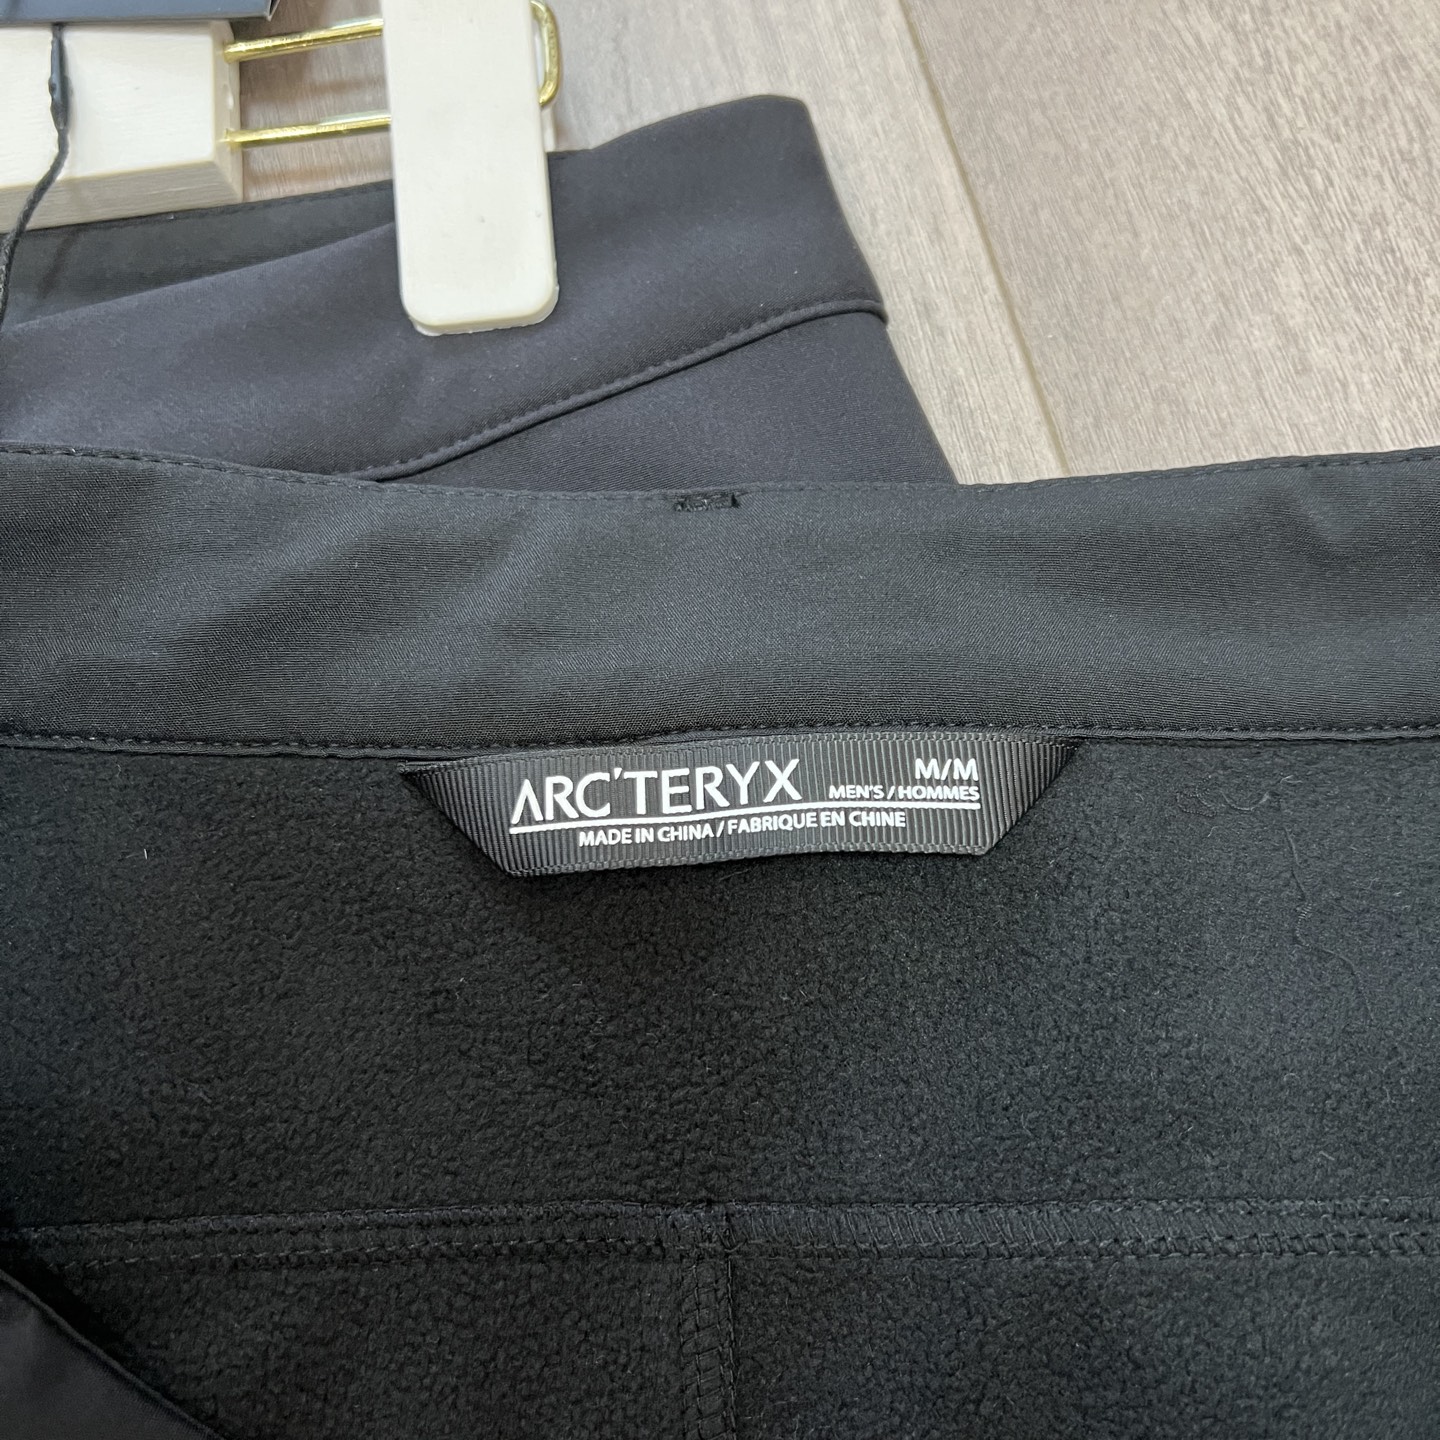 ARC'TERYX M/M
MEN'S / HOMMES
MADE IN CHINA / FABRIQUE EN CHINE